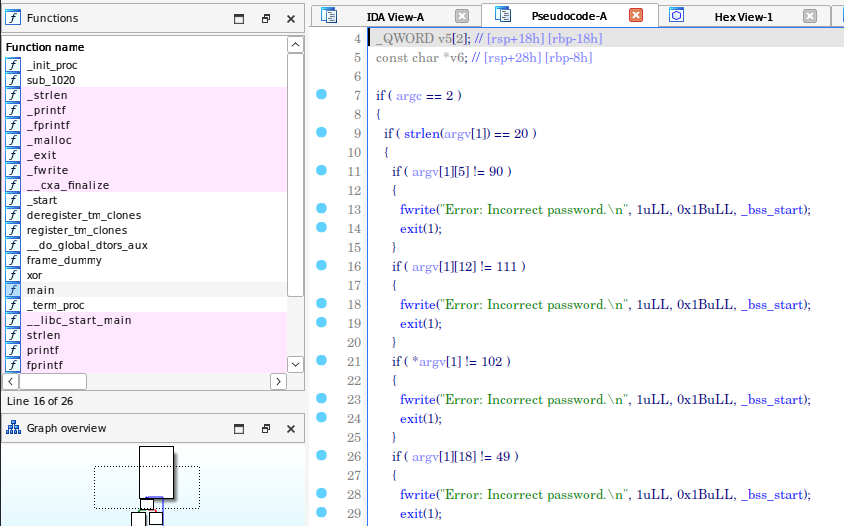 Functions
Function name
_init_proc
sub_1020
_strlen
_printf
_fprintf
_malloc
_exit
_fwrite
__cxa_finalize
_start
deregister_tm_clones
register_tm_clones
__do_global_dtors_aux
frame_dummy
xor
main
_term_proc
__libc_start_main
strlen
printf
fprintf
Line 16 of 26
Graph overview
IDA View-A
Pseudocode-A
Hex View-1
4 _QWORD v5[2]; // [rsp+18h] [rbp-18h]
5 const char *v6; // [rsp+28h] [rbp-8h]
6
7 if ( argc == 2 )
8 {
9 if ( strlen(argv[1]) == 20 )
10 {
11 if ( argv[1][5] != 90 )
12 {
13 fwrite("Error: Incorrect password.\n", 1uLL, 0x1BuLL, _bss_start);
14 exit(1);
15 }
16 if ( argv[1][12] != 111 )
17 {
18 fwrite("Error: Incorrect password.\n", 1uLL, 0x1BuLL, _bss_start);
19 exit(1);
20 }
21 if ( *argv[1] != 102 )
22 {
23 fwrite("Error: Incorrect password.\n", 1uLL, 0x1BuLL, _bss_start);
24 exit(1);
25 }
26 if ( argv[1][18] != 49 )
27 {
28 fwrite("Error: Incorrect password.\n", 1uLL, 0x1BuLL, _bss_start);
29 exit(1);